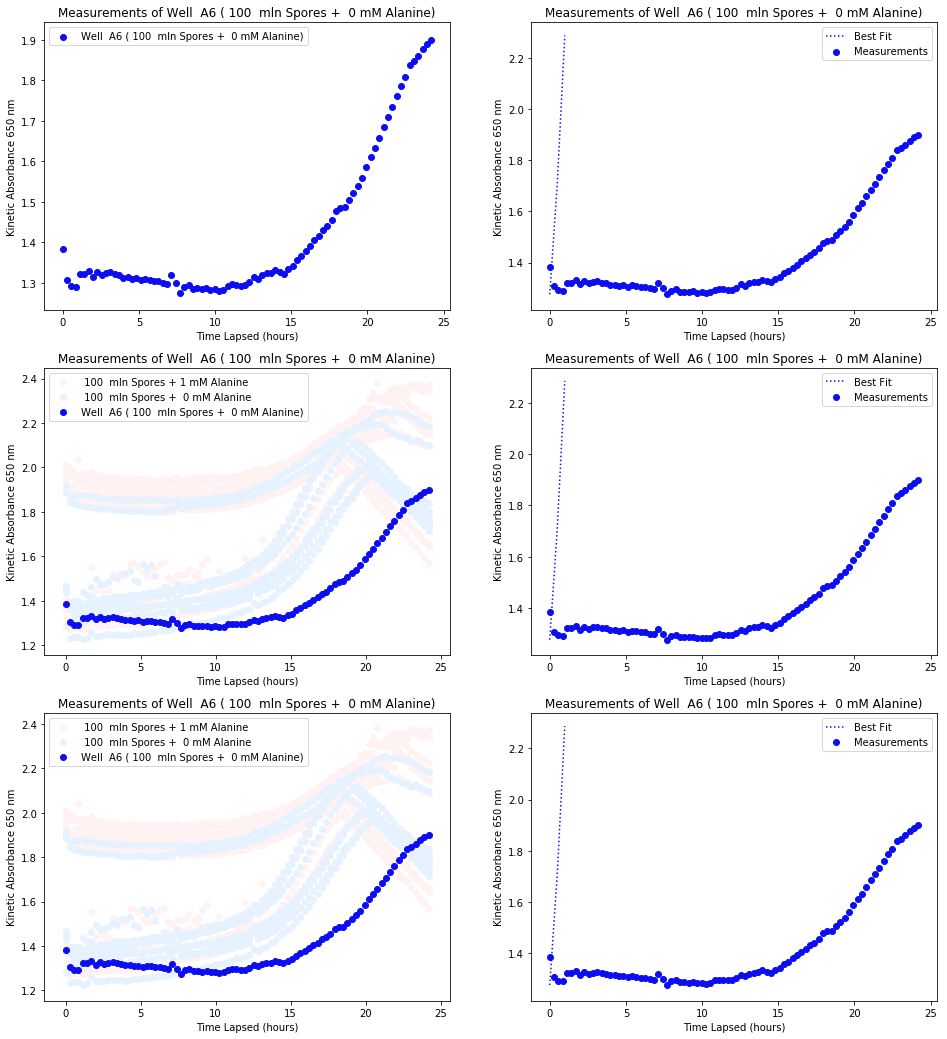 Measurements of Well  A6 ( 100  mln Spores +  0 mM Alanine)
Well  A6 ( 100  mln Spores +  0 mM Alanine)
Kinetic Absorbance 650 nm
1.9
1.8
1.7
1.6
1.5
1.4
1.3
0 5 10 15 20 25
Time Lapsed (hours)
Measurements of Well  A6 ( 100  mln Spores +  0 mM Alanine)
Best Fit
Measurements
Kinetic Absorbance 650 nm
2.2
2.0
1.8
1.6
1.4
0 5 10 15 20 25
Time Lapsed (hours)
Measurements of Well  A6 ( 100  mln Spores +  0 mM Alanine)
100  mln Spores + 1 mM Alanine
100  mln Spores +  0 mM Alanine
Well  A6 ( 100  mln Spores +  0 mM Alanine)
Kinetic Absorbance 650 nm
2.4
2.2
2.0
1.8
1.6
1.4
1.2
0 5 10 15 20 25
Time Lapsed (hours)
Measurements of Well  A6 ( 100  mln Spores +  0 mM Alanine)
Best Fit
Measurements
Kinetic Absorbance 650 nm
2.2
2.0
1.8
1.6
1.4
0 5 10 15 20 25
Time Lapsed (hours)
Measurements of Well  A6 ( 100  mln Spores +  0 mM Alanine)
100  mln Spores + 1 mM Alanine
100  mln Spores +  0 mM Alanine
Well  A6 ( 100  mln Spores +  0 mM Alanine)
Kinetic Absorbance 650 nm
2.4
2.2
2.0
1.8
1.6
1.4
1.2
0 5 10 15 20 25
Time Lapsed (hours)
Measurements of Well  A6 ( 100  mln Spores +  0 mM Alanine)
Best Fit
Measurements
Kinetic Absorbance 650 nm
2.2
2.0
1.8
1.6
1.4
0 5 10 15 20 25
Time Lapsed (hours)